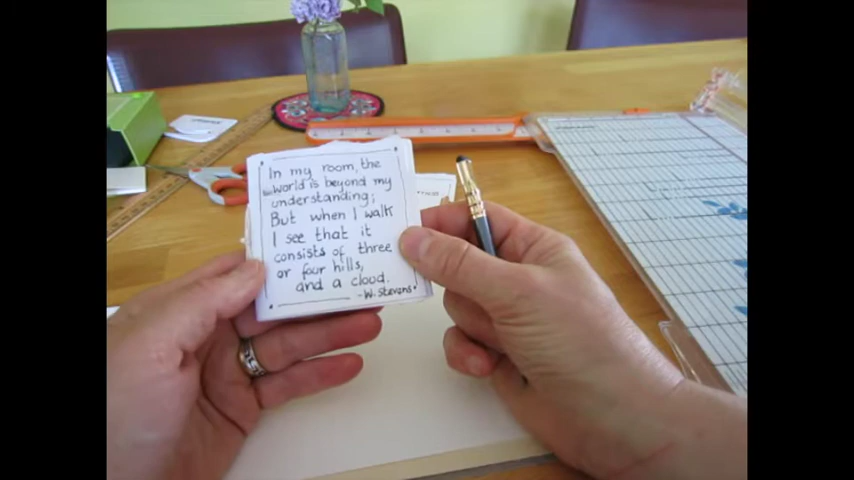 In my room, the
world is beyond my
understanding;
But when I walk
I see that it
consists of three
or four hills,
and a cloud.
-W. Stevens